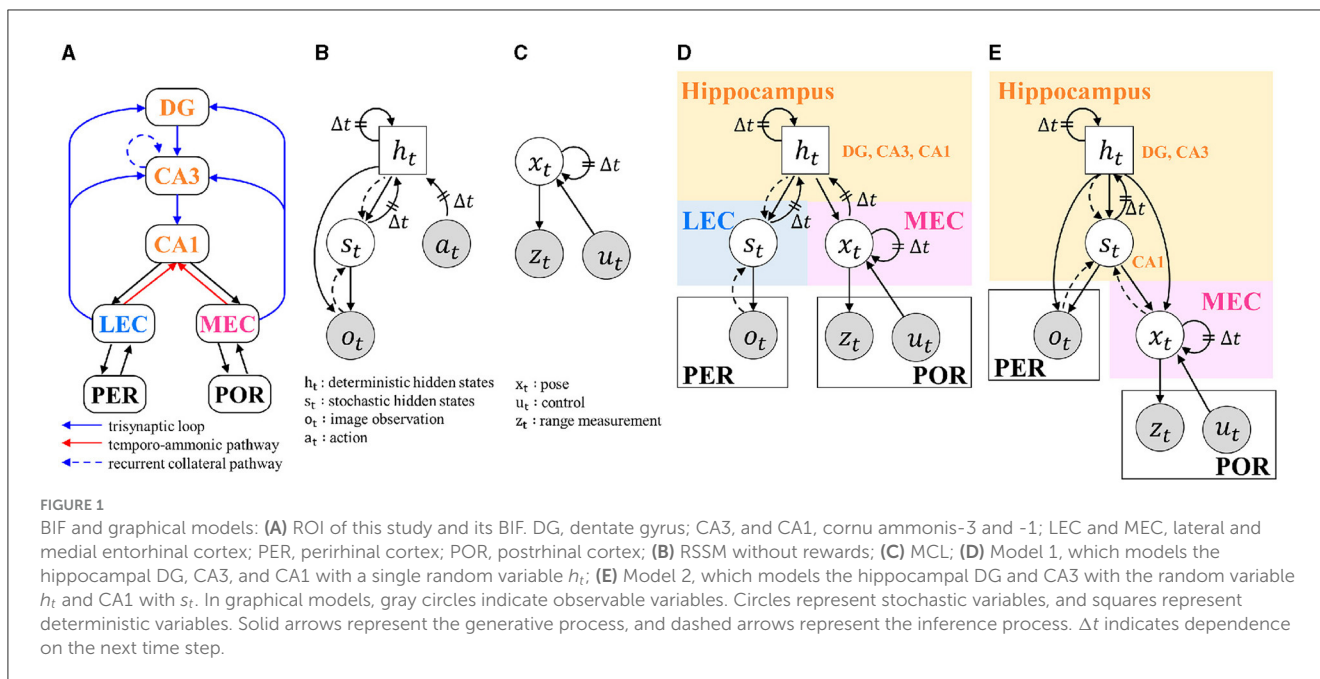 A
DG
CA3
CA1
LEC
MEC
PER
POR
trisynaptic loop
temporo-ammonic pathway
recurrent collateral pathway
B
Δt
h_t
Δt
Δt
s_t
a_t
o_t
h_t : deterministic hidden states
s_t : stochastic hidden states
o_t : image observation
a_t : action
C
x_t
Δt
z_t
u_t
x_t : pose
u_t : control
z_t : range measurement
D
Hippocampus
Δt
h_t
DG, CA3, CA1
LEC
MEC
Δt
Δt
s_t
x_t
Δt
o_t
z_t
u_t
PER
POR
E
Hippocampus
Δt
h_t
DG, CA3
Δt
s_t
CA1
MEC
o_t
x_t
Δt
PER
z_t
u_t
POR
FIGURE 1
BIF and graphical models: (A) ROI of this study and its BIF. DG, dentate gyrus; CA3, and CA1, cornu ammonis-3 and -1; LEC and MEC, lateral and
medial entorhinal cortex; PER, perirhinal cortex; POR, postrhinal cortex; (B) RSSM without rewards; (C) MCL; (D) Model 1, which models the
hippocampal DG, CA3, and CA1 with a single random variable h_t; (E) Model 2, which models the hippocampal DG and CA3 with the random variable
h_t and CA1 with s_t. In graphical models, gray circles indicate observable variables. Circles represent stochastic variables, and squares represent
deterministic variables. Solid arrows represent the generative process, and dashed arrows represent the inference process. Δt indicates dependence
on the next time step.